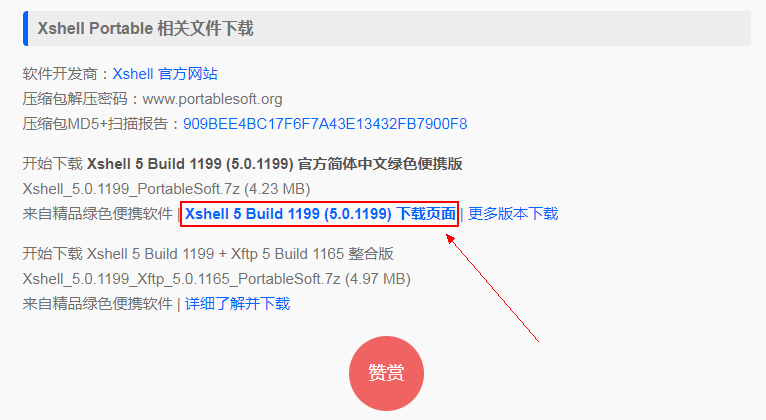 Xshell Portable 相关文件下载
软件开发商：Xshell 官方网站
压缩包解压密码：www.portablesoft.org
压缩包MD5+扫描报告：909BEE4BC17F6F7A43E13432FB7900F8
开始下载 Xshell 5 Build 1199 (5.0.1199) 官方简体中文绿色便携版
Xshell_5.0.1199_PortableSoft.7z (4.23 MB)
来自精品绿色便携软件 | Xshell 5 Build 1199 (5.0.1199) 下载页面 | 更多版本下载
开始下载 Xshell 5 Build 1199 + Xftp 5 Build 1165 整合版
Xshell_5.0.1199_Xftp_5.0.1165_PortableSoft.7z (4.97 MB)
来自精品绿色便携软件 | 详细了解并下载
赞赏